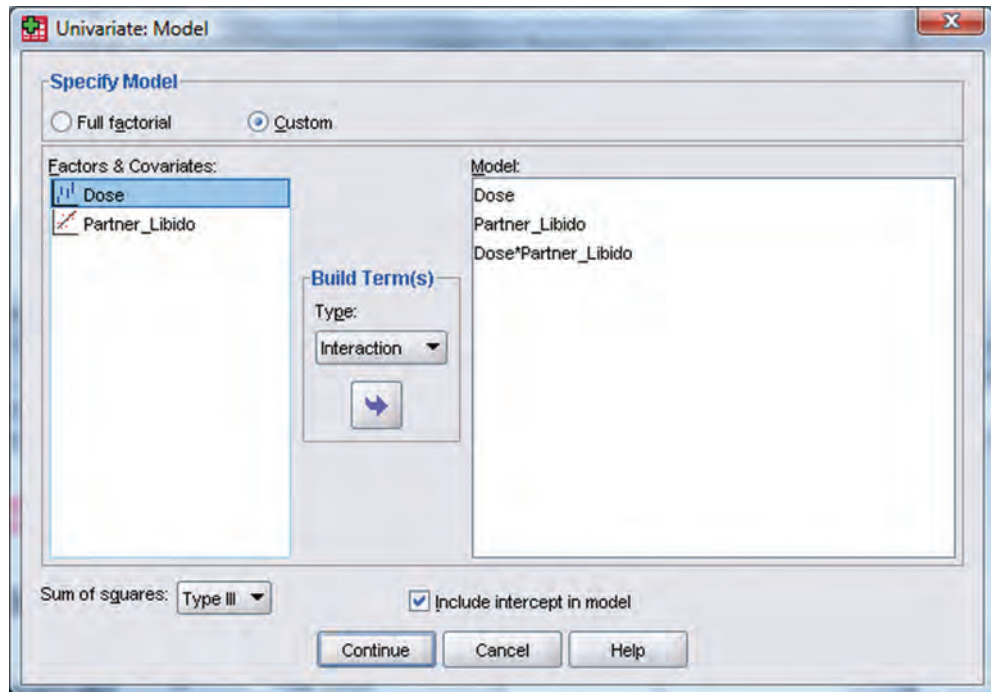 Univariate: Model
Specify Model
Full factorial
Custom
Factors & Covariates:
Dose
Partner_Libido
Build Term(s)
Type:
Interaction
Model:
Dose
Partner_Libido
Dose*Partner_Libido
Sum of squares:
Type III
Include intercept in model
Continue
Cancel
Help